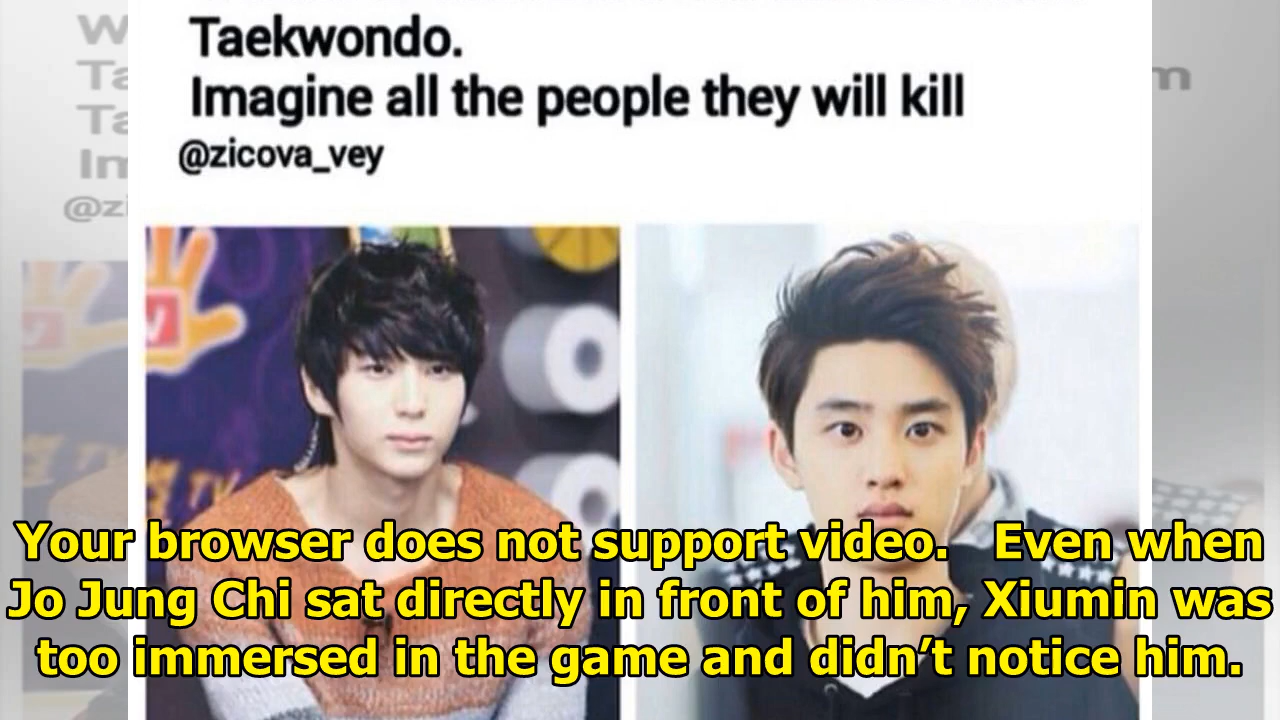 Taekwondo.
Imagine all the people they will kill
@zicova_vey
Your browser does not support video. Even when
Jo Jung Chi sat directly in front of him, Xiumin was
too immersed in the game and didn’t notice him.